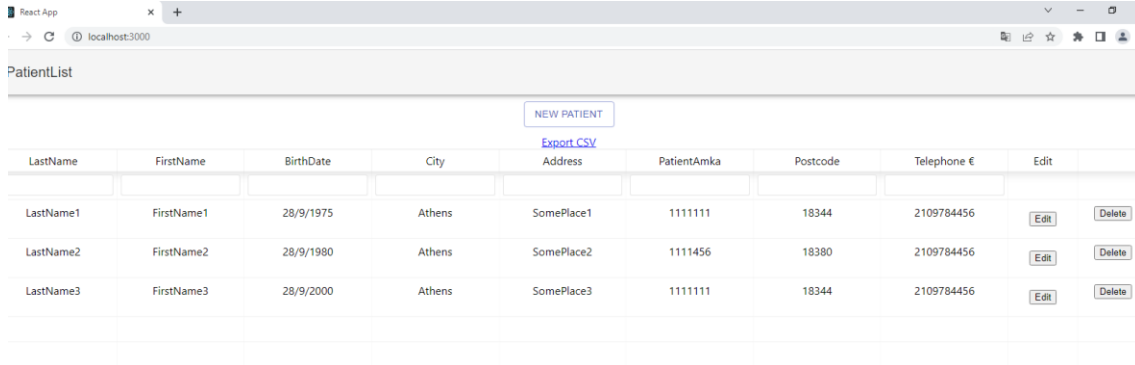 React App
localhost:3000
PatientList
NEW PATIENT
Export CSV
LastName FirstName BirthDate City Address PatientAmka Postcode Telephone € Edit
LastName1 FirstName1 28/9/1975 Athens SomePlace1 1111111 18344 2109784456 Edit Delete
LastName2 FirstName2 28/9/1980 Athens SomePlace2 1111456 18380 2109784456 Edit Delete
LastName3 FirstName3 28/9/2000 Athens SomePlace3 1111111 18344 2109784456 Edit Delete